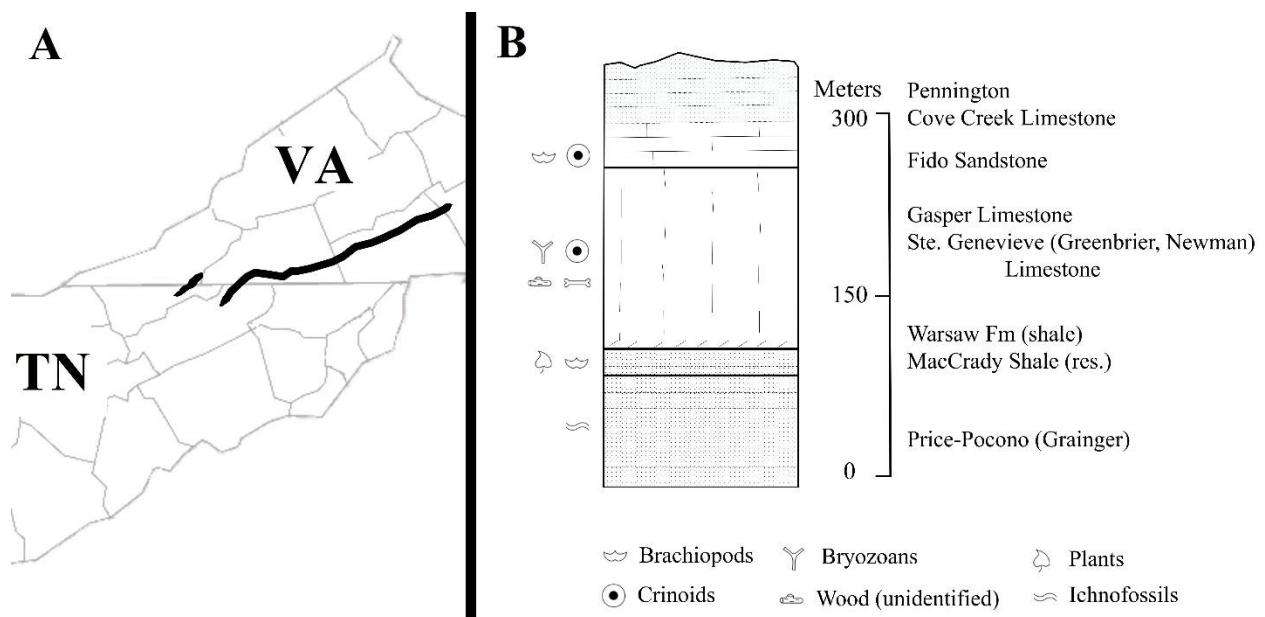 A
VA
TN
B
Meters
300
150
0
Pennington
Cove Creek Limestone
Fido Sandstone
Gasper Limestone
Ste. Genevieve (Greenbrier, Newman)
Limestone
Warsaw Fm (shale)
MacCrady Shale (res.)
Price-Pocono (Grainger)
Brachiopods
Bryozoans
Plants
Crinoids
Wood (unidentified)
Ichnofossils